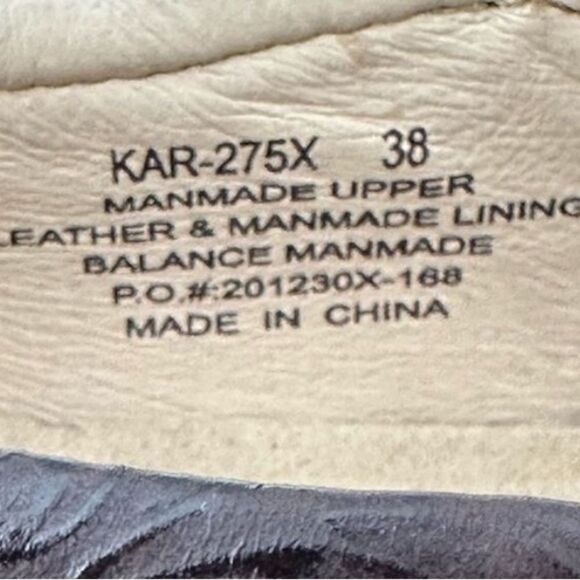 KAR-275X 38
MANMADE UPPER
LEATHER & MANMADE LINING
BALANCE MANMADE
P.O.#:201230X-168
MADE IN CHINA